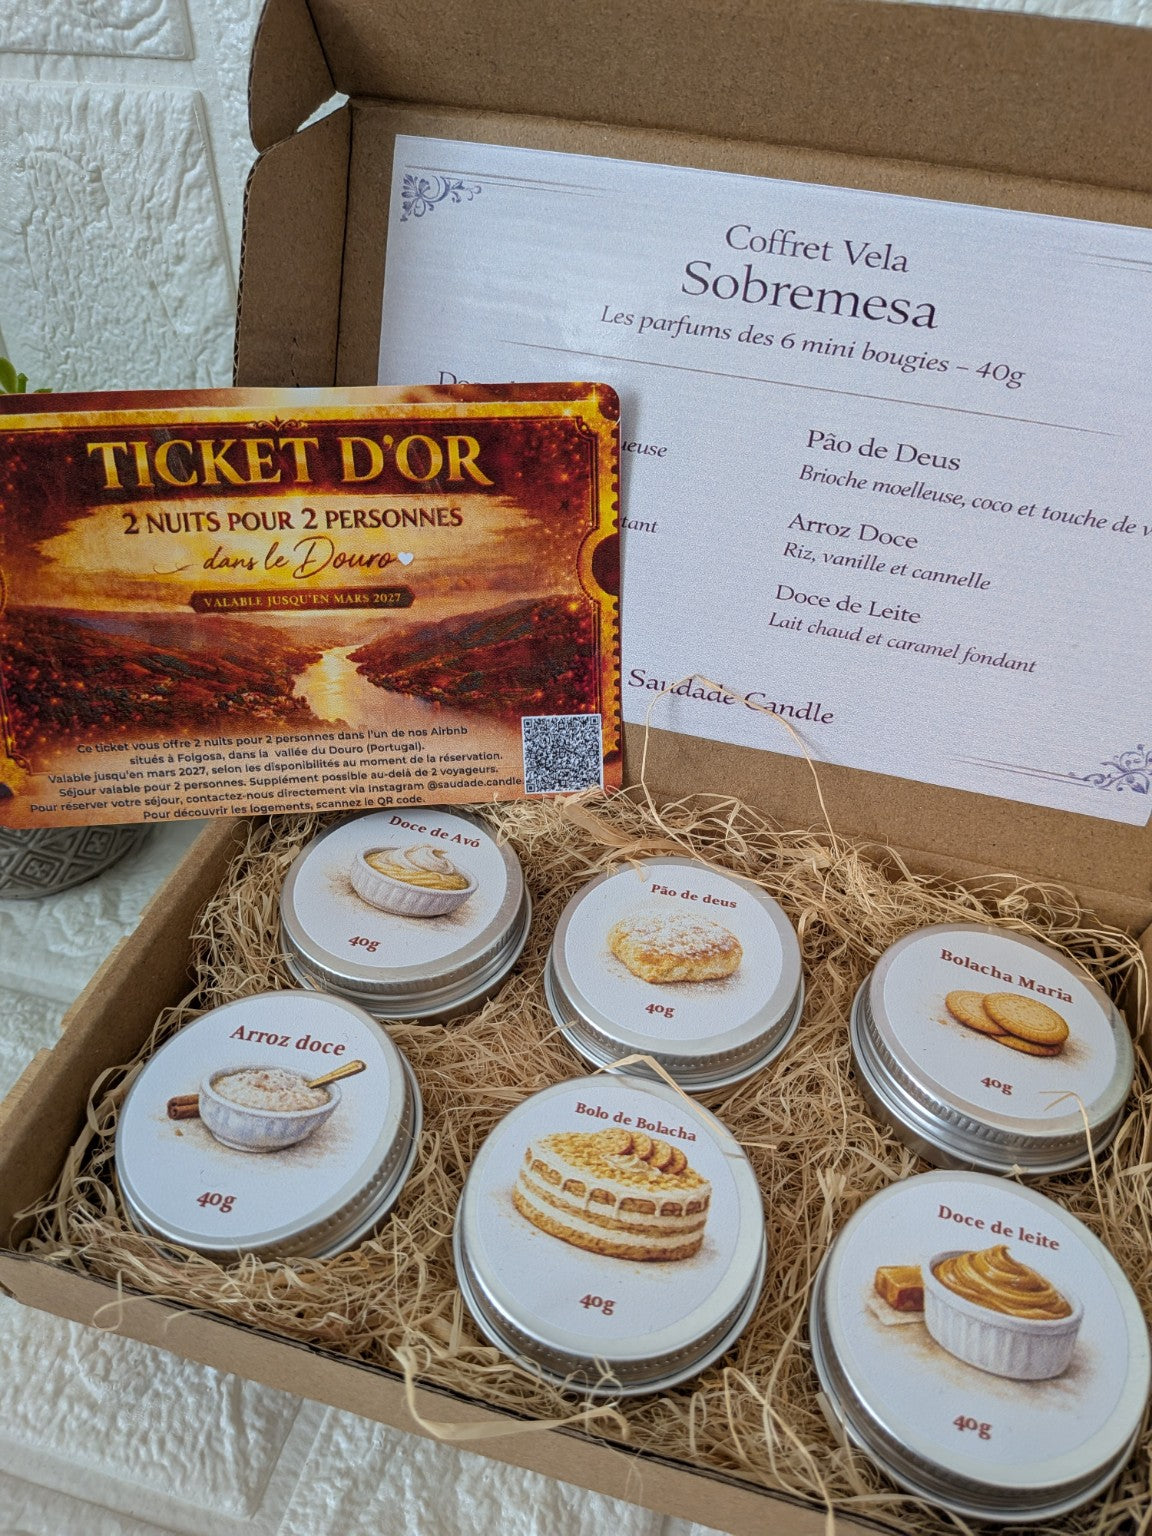 Coffret Vela
Sobremesa
Les parfums des 6 mini bougies – 40g
Pão de Deus
Brioche moelleuse, coco et touche de v
Arroz Doce
Riz, vanille et cannelle
Doce de Leite
Lait chaud et caramel fondant
Saudade Candle
TICKET D'OR
2 NUITS POUR 2 PERSONNES
dans le Douro
VALABLE JUSQU'EN MARS 2027
Ce ticket vous offre 2 nuits pour 2 personnes dans l'un de nos Airbnb
situés à Folgosa, dans la vallée du Douro (Portugal).
Valable jusqu'en mars 2027, selon les disponibilités au moment de la réservation.
Séjour valable pour 2 personnes. Supplément possible au-delà de 2 voyageurs.
Pour réserver votre séjour, contactez-nous directement via Instagram @saudade.candle
Pour découvrir les logements, scannez le QR code.
Doce de Avó
40g
Pão de deus
40g
Bolacha Maria
40g
Arroz doce
40g
Bolo de Bolacha
40g
Doce de leite
40g